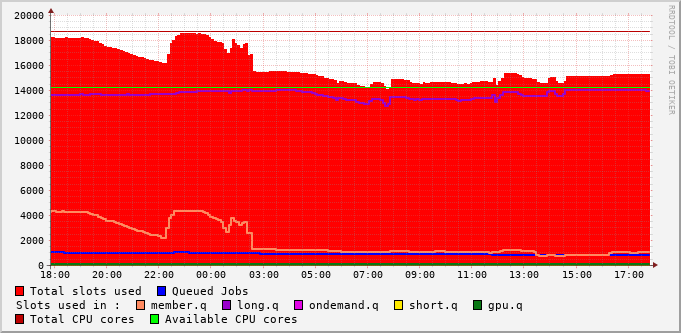 RRDTOOL / TOBI OETIKER
20000
18000
16000
14000
12000
10000
8000
6000
4000
2000
0
18:00 20:00 22:00 00:00 03:00 05:00 07:00 09:00 11:00 13:00 15:00 17:00
Total slots used Queued Jobs
Slots used in : member.q long.q ondemand.q short.q gpu.q
Total CPU cores Available CPU cores